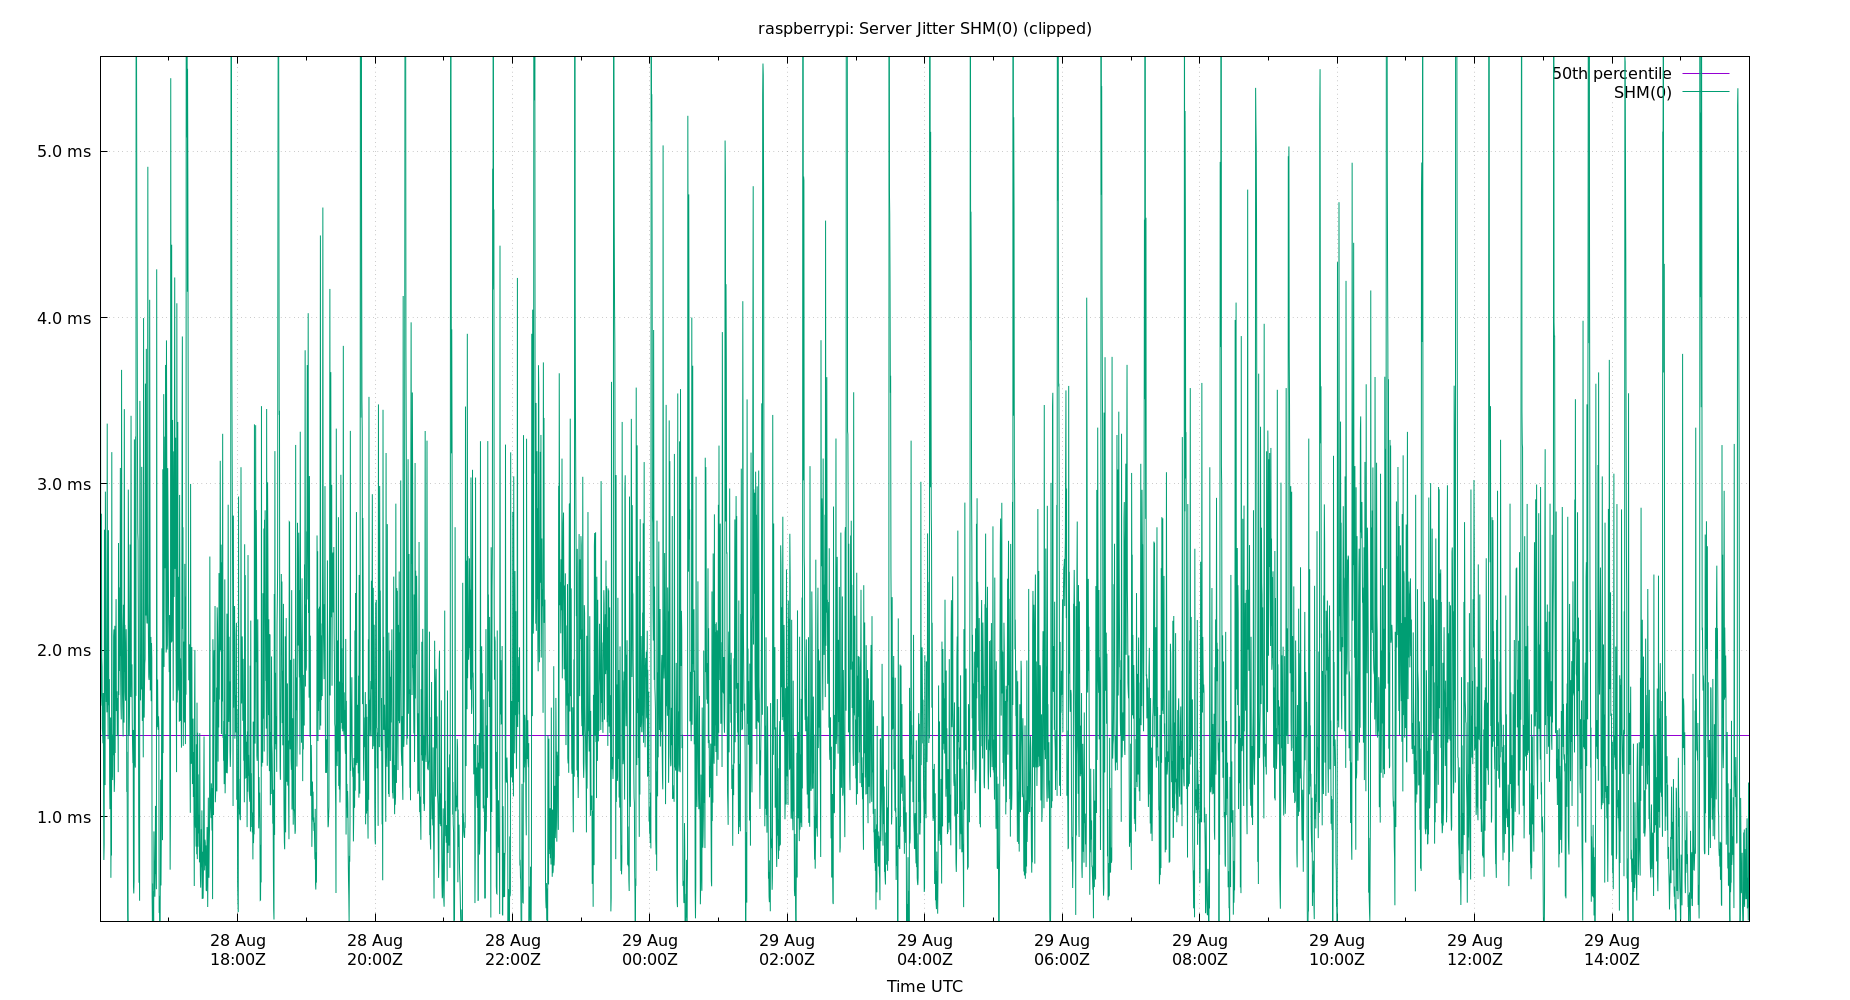 raspberrypi: Server Jitter SHM(0) (clipped)
50th percentile
SHM(0)
5.0 ms
4.0 ms
3.0 ms
2.0 ms
1.0 ms
28 Aug 28 Aug 28 Aug 29 Aug 29 Aug 29 Aug 29 Aug 29 Aug 29 Aug 29 Aug 29 Aug
18:00Z 20:00Z 22:00Z 00:00Z 02:00Z 04:00Z 06:00Z 08:00Z 10:00Z 12:00Z 14:00Z
Time UTC